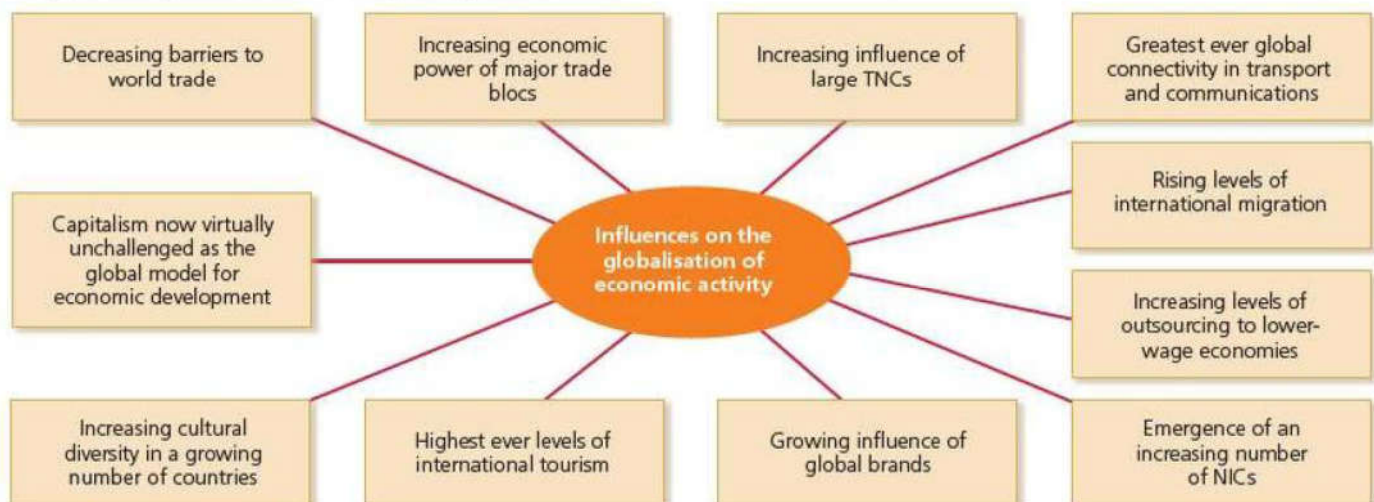 Decreasing barriers to
world trade
Increasing economic
power of major trade
blocs
Increasing influence of
large TNCs
Greatest ever global
connectivity in transport
and communications
Capitalism now virtually
unchallenged as the
global model for
economic development
Influences on the
globalisation of
economic activity
Rising levels of
international migration
Increasing levels of
outsourcing to lower-
wage economies
Increasing cultural
diversity in a growing
number of countries
Highest ever levels of
international tourism
Growing influence of
global brands
Emergence of an
increasing number
of NICs